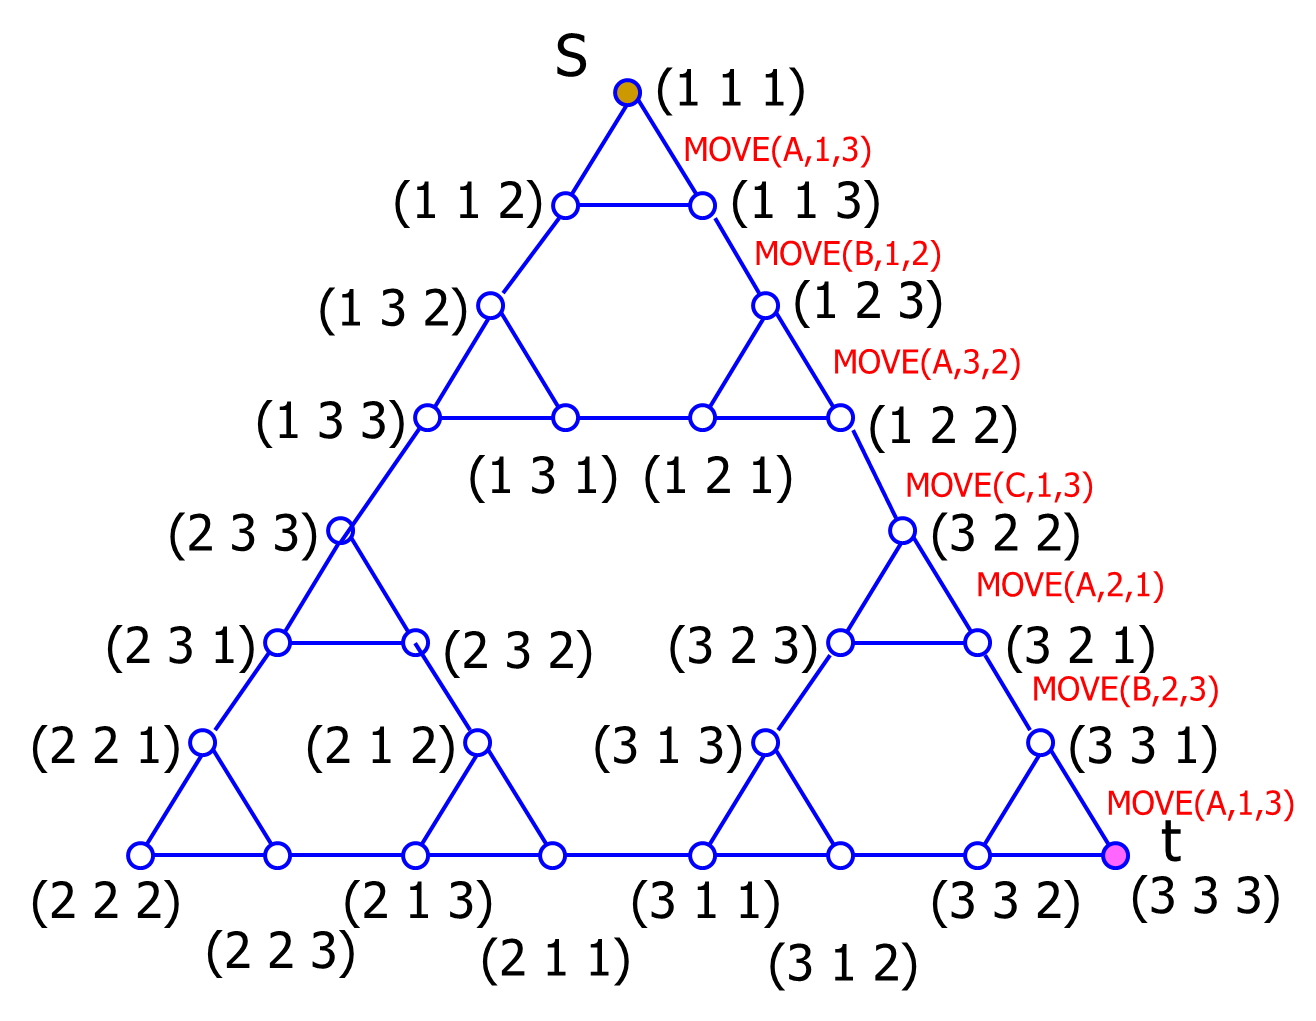 S
(1 1 1)
MOVE(A,1,3)
(1 1 2)
(1 1 3)
MOVE(B,1,2)
(1 3 2)
(1 2 3)
MOVE(A,3,2)
(1 3 3)
(1 2 2)
(1 3 1)
(1 2 1)
MOVE(C,1,3)
(2 3 3)
(3 2 2)
MOVE(A,2,1)
(2 3 1)
(2 3 2)
(3 2 3)
(3 2 1)
MOVE(B,2,3)
(2 2 1)
(2 1 2)
(3 1 3)
(3 3 1)
MOVE(A,1,3)
t
(2 2 2)
(2 1 3)
(3 1 1)
(3 3 2)
(3 3 3)
(2 2 3)
(2 1 1)
(3 1 2)